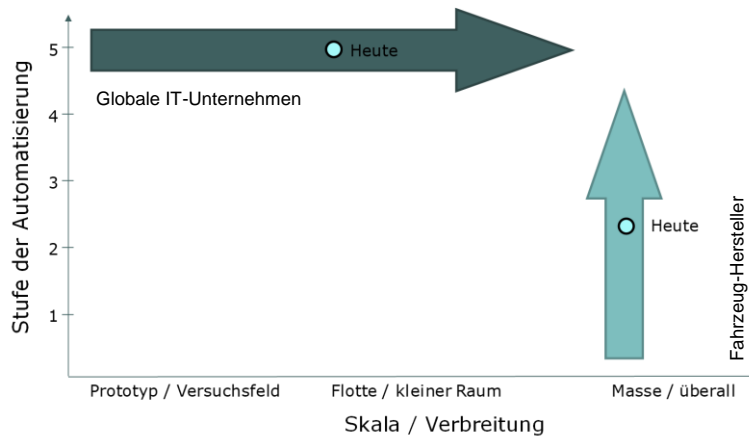 5
Heute
Globale IT-Unternehmen
4
3
2
Heute
1
Stufe der Automatisierung
Fahrzeug-Hersteller
Prototyp / Versuchsfeld
Flotte / kleiner Raum
Masse / überall
Skala / Verbreitung